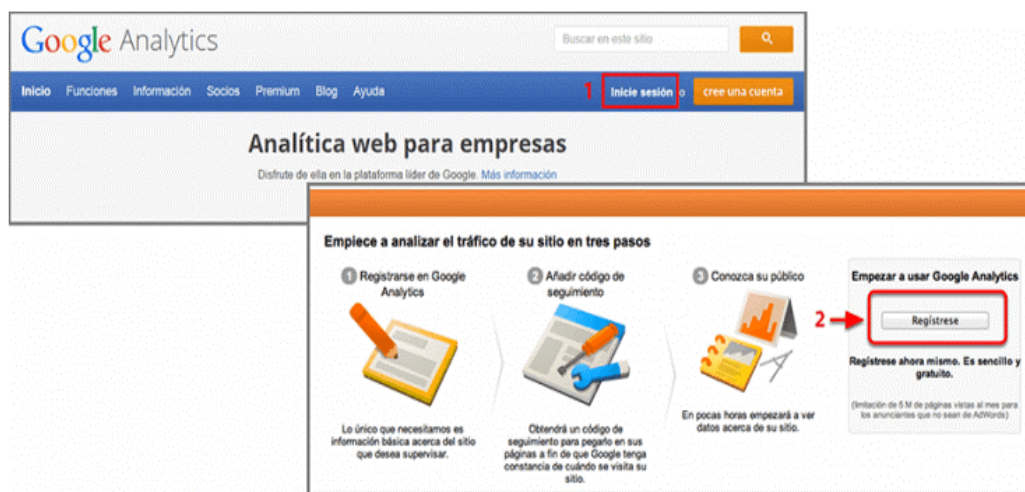 Google Analytics
Buscar en esto sitio
Inicio Funciones Información Socios Premium Blog Ayuda
1 Inicie sesión o cree una cuenta
Analítica web para empresas
Disfrute de ella en la plataforma líder de Google. Más información
Empiece a analizar el tráfico de su sitio en tres pasos
1 Registrarse en Google
Analytics
Lo único que necesitamos es
información básica acerca del sitio
que desea supervisar.
2 Añadir código de
seguimiento
Obtendrá un código de
seguimiento para pegarlo en sus
páginas a fin de que Google tenga
constancia de cuándo se visita su
sitio.
3 Conozca su público
En pocas horas empezará a ver
datos acerca de su sitio.
Empezar a usar Google Analytics
2
Regístrese
Regístrese ahora mismo. Es sencillo y
gratuito.
(limitación de 5 M de páginas vistas al mes para
los anunciantes que no sean de AdWords)